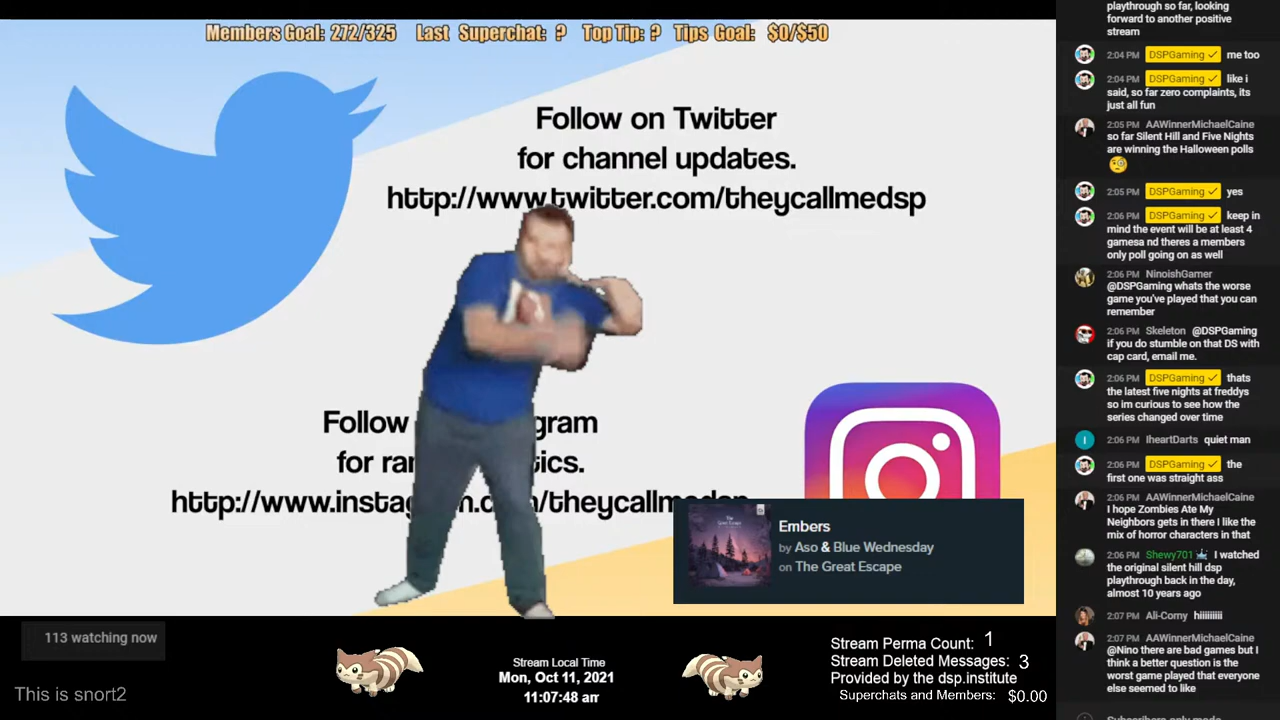 Members Goal: 272/325 Last Superchat: ? Top Tip: ? Tips Goal: $0/$50
Follow on Twitter
for channel updates.
http://www.twitter.com/theycallmedsp
Follow
gram
for ra
tics.
http://www.instag
m/theycallm
Embers
by Aso & Blue Wednesday
on The Great Escape
113 watching now
This is snort2
Stream Local Time
Mon, Oct 11, 2021
11:07:48 am
Stream Perma Count: 1
Stream Deleted Messages: 3
Provided by the dsp.institute
Superchats and Members: $0.00
playthrough so far, looking
forward to another positive
stream
2:04 PM DSPGaming me too
2:04 PM DSPGaming like i
said, so far zero complaints, its
just all fun
2:05 PM AAWinnerMichaelCaine
so far Silent Hill and Five Nights
are winning the Halloween polls
2:05 PM DSPGaming yes
2:06 PM DSPGaming keep in
mind the event will be at least 4
gamesa nd theres a members
only poll going on as well
2:06 PM NinoishGamer
@DSPGaming whats the worse
game you've played that you can
remember
2:06 PM Skeleton @DSPGaming
if you do stumble on that DS with
cap card, email me.
2:06 PM DSPGaming thats
the latest five nights at freddys
so im curious to see how the
series changed over time
2:06 PM IheartDarts quiet man
2:06 PM DSPGaming the
first one was straight ass
2:06 PM AAWinnerMichaelCaine
I hope Zombies Ate My
Neighbors gets in there I like the
mix of horror characters in that
2:06 PM Shewy701 I watched
the original silent hill dsp
playthrough back in the day,
almost 10 years ago
2:07 PM Ali-Corny hiiiiiiiiii
2:07 PM AAWinnerMichaelCaine
@Nino there are bad games but I
think a better question is the
worst game played that everyone
else seemed to like